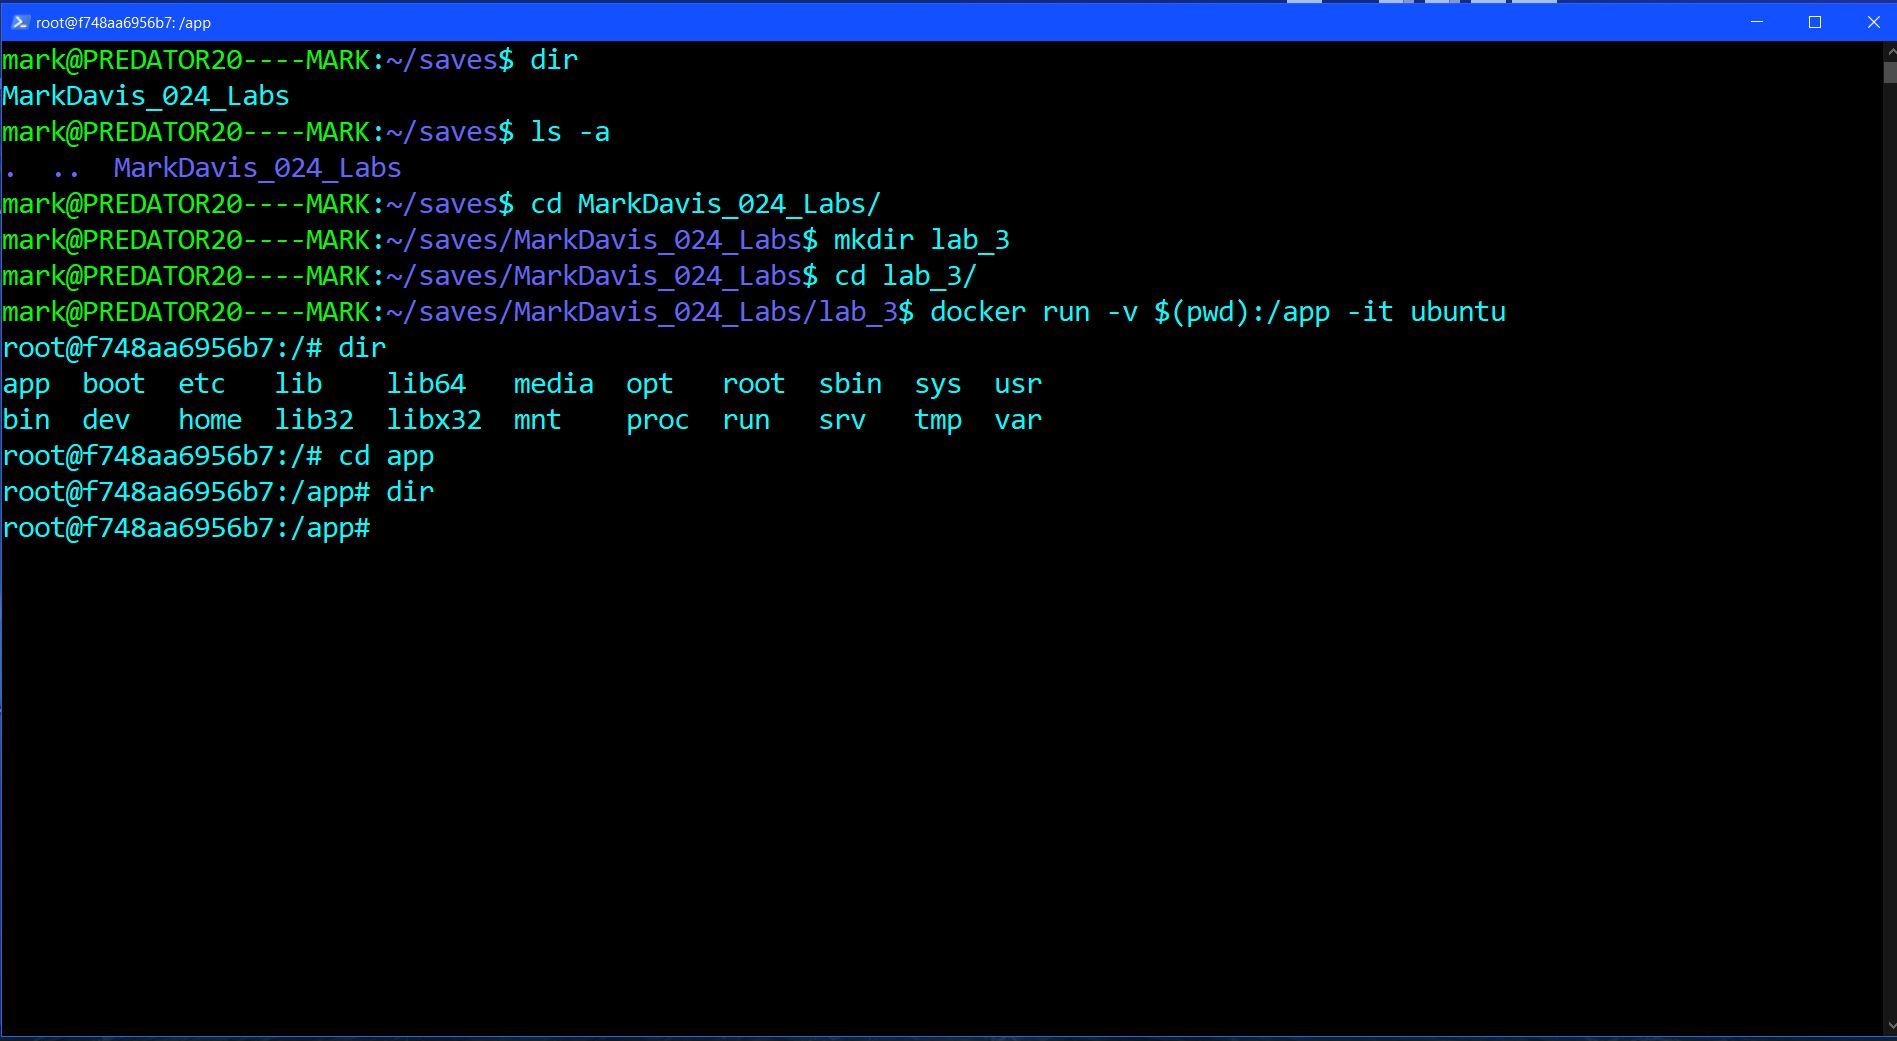 root@f748aa6956b7: /app
mark@PREDATOR20----MARK:~/saves$ dir
MarkDavis_024_Labs
mark@PREDATOR20----MARK:~/saves$ ls -a
.  ..  MarkDavis_024_Labs
mark@PREDATOR20----MARK:~/saves$ cd MarkDavis_024_Labs/
mark@PREDATOR20----MARK:~/saves/MarkDavis_024_Labs$ mkdir lab_3
mark@PREDATOR20----MARK:~/saves/MarkDavis_024_Labs$ cd lab_3/
mark@PREDATOR20----MARK:~/saves/MarkDavis_024_Labs/lab_3$ docker run -v $(pwd):/app -it ubuntu
root@f748aa6956b7:/# dir
app  boot  etc   lib    lib64   media  opt   root  sbin  sys  usr
bin  dev   home  lib32  libx32  mnt    proc  run   srv   tmp  var
root@f748aa6956b7:/# cd app
root@f748aa6956b7:/app# dir
root@f748aa6956b7:/app#